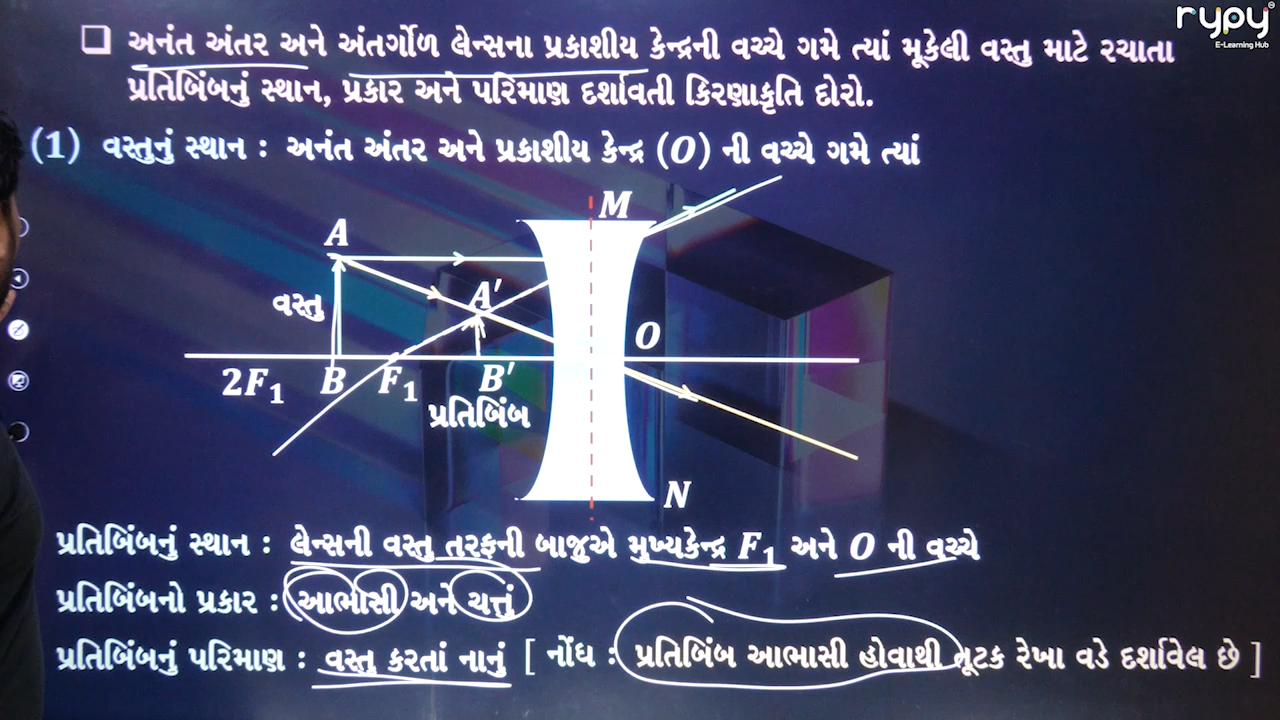 rypy
E-Learning Hub
❑ અનંત અંતર અને અંતર્ગોળ લેન્સના પ્રકાશીય કેન્દ્રની વચ્ચે ગમે ત્યાં મૂકેલી વસ્તુ માટે રચાતા
પ્રતિબિંબનું સ્થાન, પ્રકાર અને પરિમાણ દર્શાવતી કિરણાકૃતિ દોરો.
(1) વસ્તુનું સ્થાન : અનંત અંતર અને પ્રકાશીય કેન્દ્ર (O) ની વચ્ચે ગમે ત્યાં
M
A
વસ્તુ
A′
O
2F₁ B F₁ B′
પ્રતિબિંબ
N
પ્રતિબિંબનું સ્થાન : લેન્સની વસ્તુ તરફની બાજુએ મુખ્યકેન્દ્ર F₁ અને O ની વચ્ચે
પ્રતિબિંબનો પ્રકાર : આભાસી અને ચત્તું
પ્રતિબિંબનું પરિમાણ : વસ્તુ કરતાં નાનું [ નોંધ : પ્રતિબિંબ આભાસી હોવાથી તૂટક રેખા વડે દર્શાવેલ છે ]